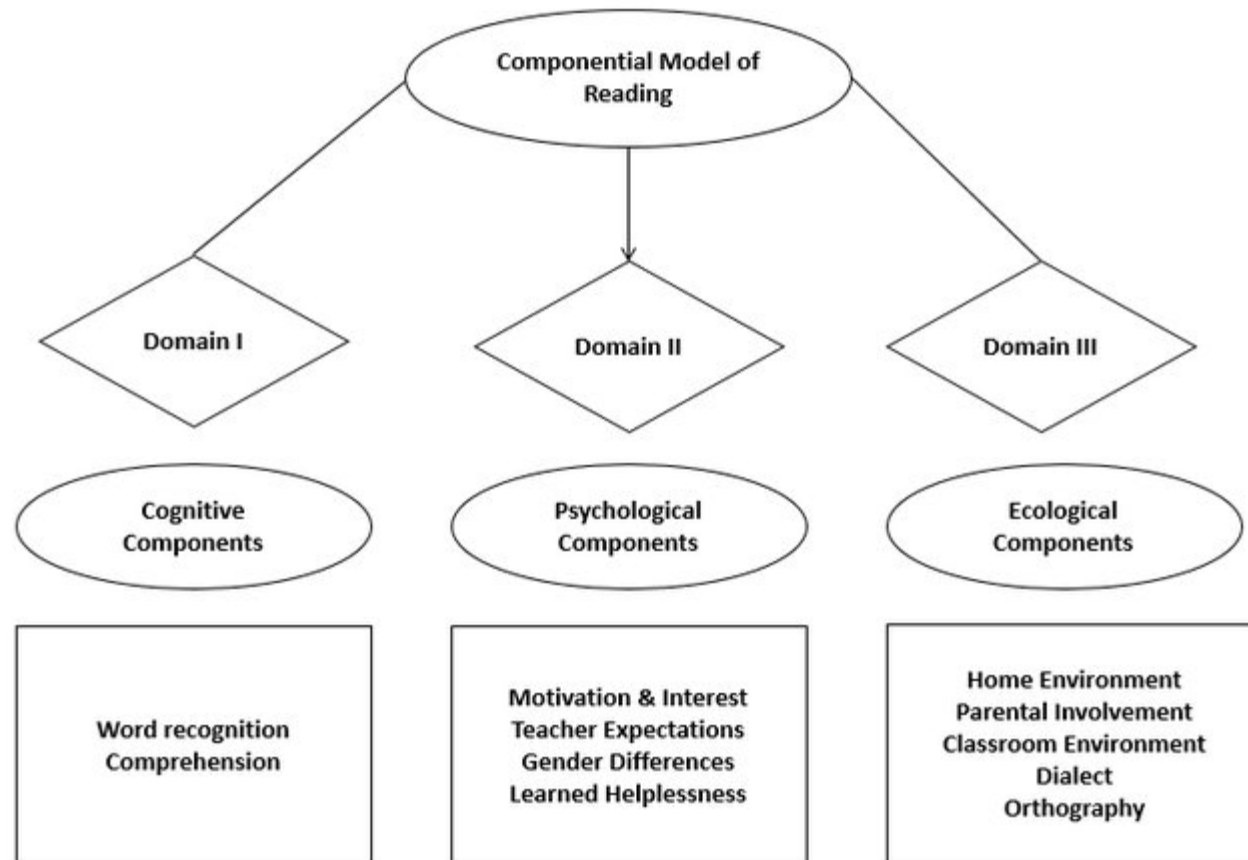 Componential Model of
Reading
Domain I
Domain II
Domain III
Cognitive
Components
Psychological
Components
Ecological
Components
Word recognition
Comprehension
Motivation & Interest
Teacher Expectations
Gender Differences
Learned Helplessness
Home Environment
Parental Involvement
Classroom Environment
Dialect
Orthography